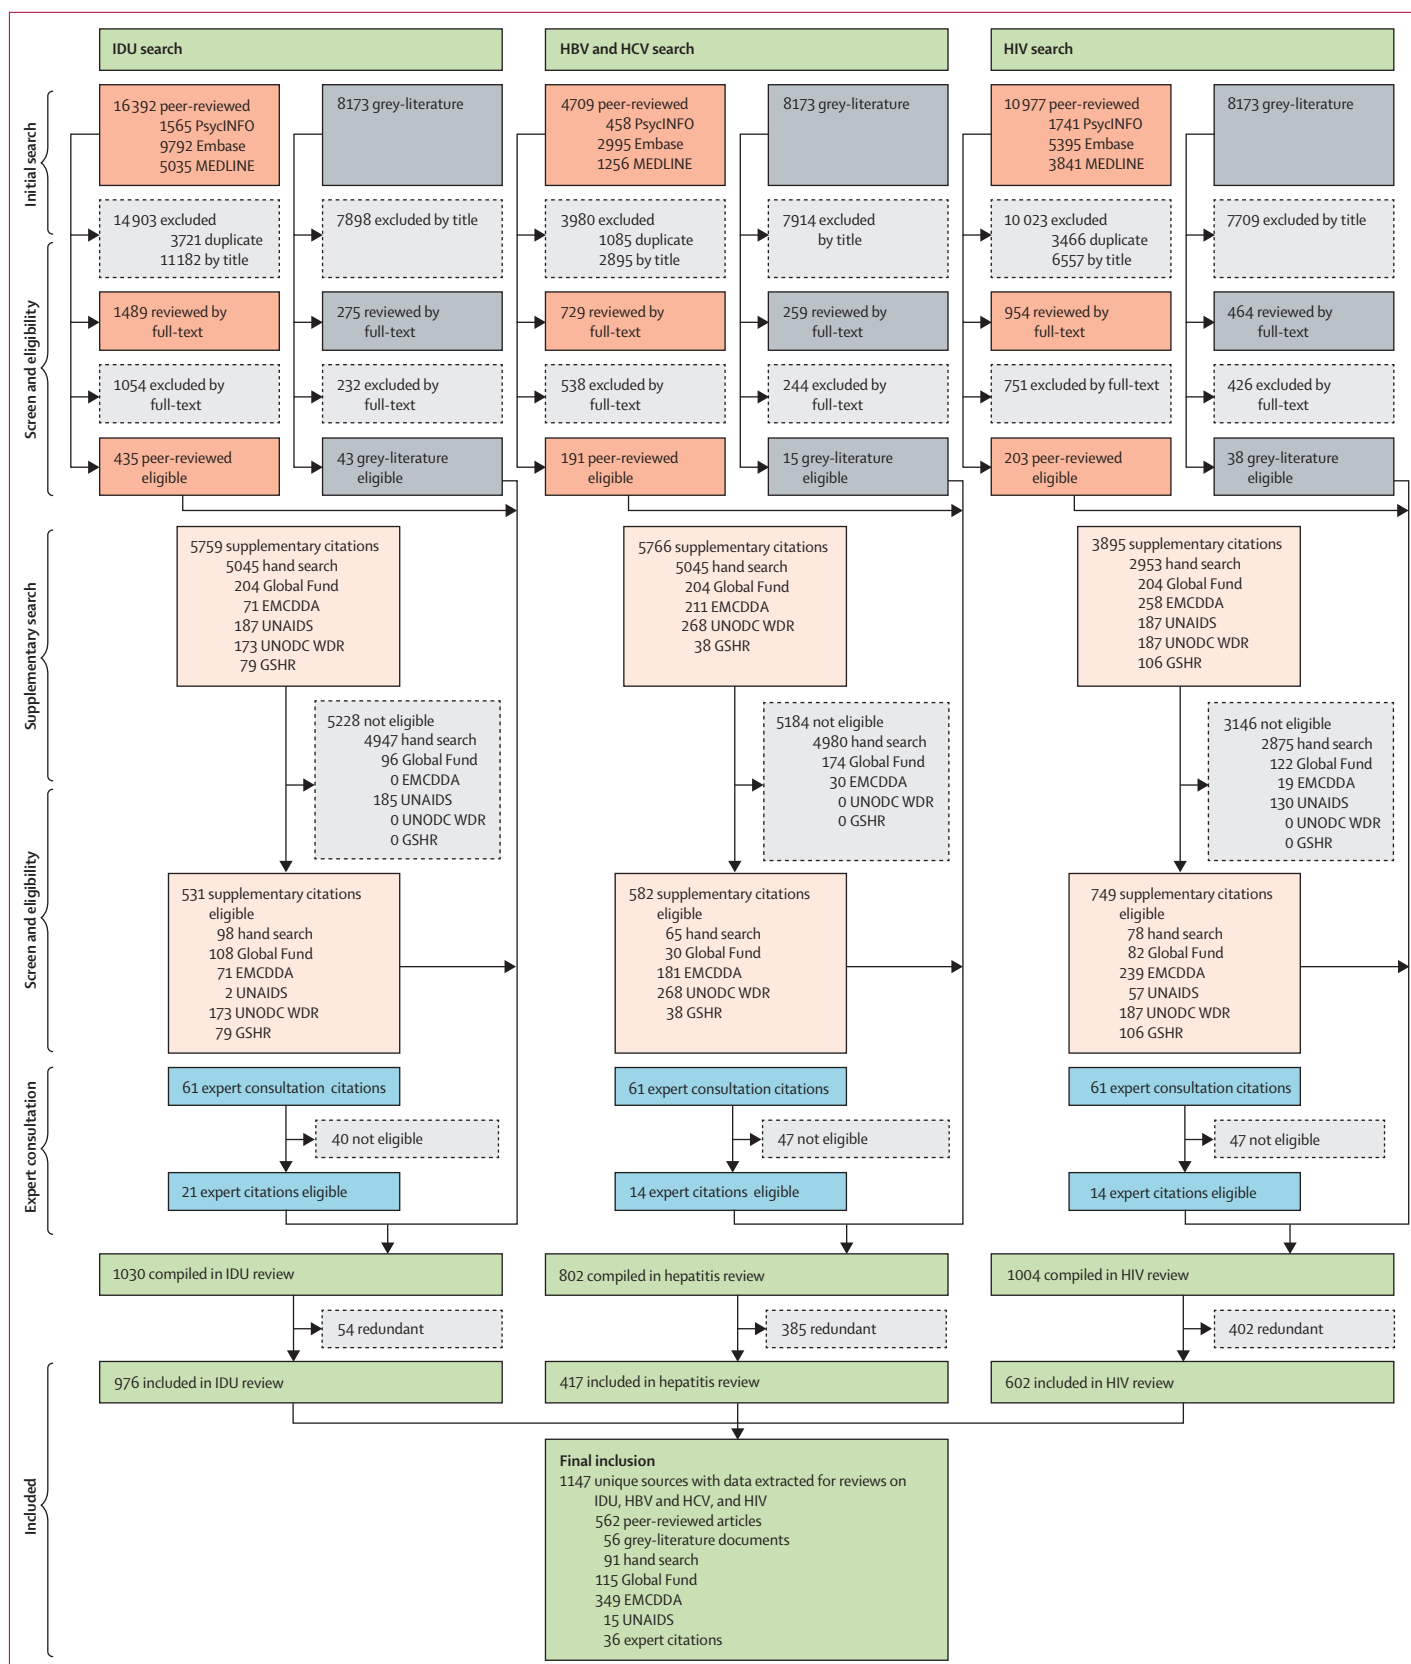 IDU search
HBV and HCV search
HIV search
Initial search
16 392 peer-reviewed
1565 PsycINFO
9792 Embase
5035 MEDLINE
8173 grey-literature
4709 peer-reviewed
458 PsycINFO
2995 Embase
1256 MEDLINE
8173 grey-literature
10 977 peer-reviewed
1741 PsycINFO
5395 Embase
3841 MEDLINE
8173 grey-literature
Screen and eligibility
14 903 excluded
3721 duplicate
11 182 by title
7898 excluded by title
3980 excluded
1085 duplicate
2895 by title
7914 excluded
by title
10 023 excluded
3466 duplicate
6557 by title
7709 excluded by title
1489 reviewed by
full-text
275 reviewed by
full-text
729 reviewed by
full-text
259 reviewed by
full-text
954 reviewed by
full-text
464 reviewed by
full-text
1054 excluded by
full-text
232 excluded by
full-text
538 excluded by
full-text
244 excluded by
full-text
751 excluded by full-text
426 excluded by
full-text
435 peer-reviewed
eligible
43 grey-literature
eligible
191 peer-reviewed
eligible
15 grey-literature
eligible
203 peer-reviewed
eligible
38 grey-literature
eligible
Supplementary search
5759 supplementary citations
5045 hand search
204 Global Fund
71 EMCDDA
187 UNAIDS
173 UNODC WDR
79 GSHR
5766 supplementary citations
5045 hand search
204 Global Fund
211 EMCDDA
268 UNODC WDR
38 GSHR
3895 supplementary citations
2953 hand search
204 Global Fund
258 EMCDDA
187 UNAIDS
187 UNODC WDR
106 GSHR
5228 not eligible
4947 hand search
96 Global Fund
0 EMCDDA
185 UNAIDS
0 UNODC WDR
0 GSHR
5184 not eligible
4980 hand search
174 Global Fund
30 EMCDDA
0 UNODC WDR
0 GSHR
3146 not eligible
2875 hand search
122 Global Fund
19 EMCDDA
130 UNAIDS
0 UNODC WDR
0 GSHR
Screen and eligibility
531 supplementary citations
eligible
98 hand search
108 Global Fund
71 EMCDDA
2 UNAIDS
173 UNODC WDR
79 GSHR
582 supplementary citations
eligible
65 hand search
30 Global Fund
181 EMCDDA
268 UNODC WDR
38 GSHR
749 supplementary citations
eligible
78 hand search
82 Global Fund
239 EMCDDA
57 UNAIDS
187 UNODC WDR
106 GSHR
Expert consultation
61 expert consultation citations
61 expert consultation citations
61 expert consultation citations
40 not eligible
47 not eligible
47 not eligible
21 expert citations eligible
14 expert citations eligible
14 expert citations eligible
1030 compiled in IDU review
802 compiled in hepatitis review
1004 compiled in HIV review
54 redundant
385 redundant
402 redundant
Included
976 included in IDU review
417 included in hepatitis review
602 included in HIV review
Final inclusion
1147 unique sources with data extracted for reviews on
IDU, HBV and HCV, and HIV
562 peer-reviewed articles
56 grey-literature documents
91 hand search
115 Global Fund
349 EMCDDA
15 UNAIDS
36 expert citations